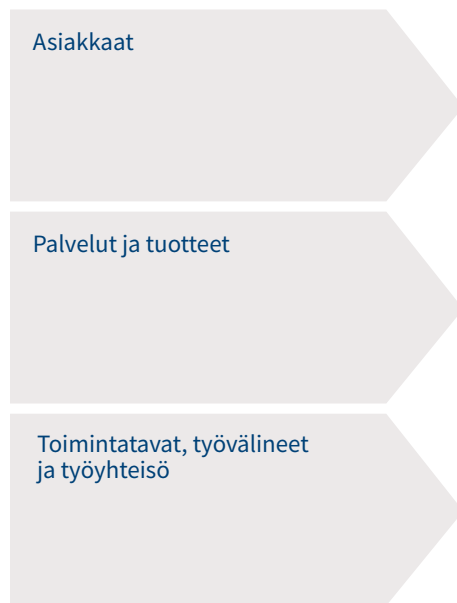 Asiakkaat
Palvelut ja tuotteet
Toimintatavat, työvälineet
ja työyhteisö